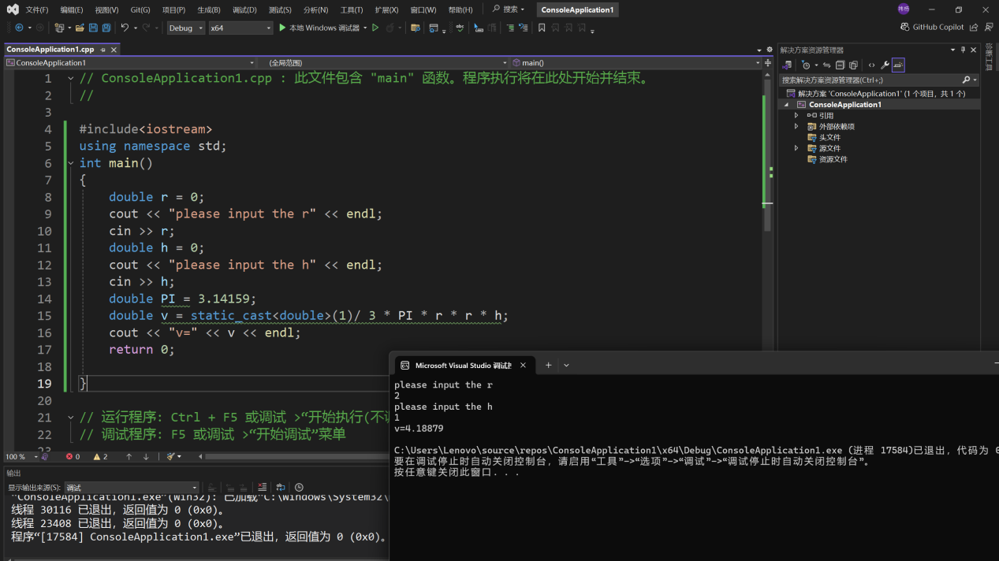 文件(F) 编辑(E) 视图(V) Git(G) 项目(P) 生成(B) 调试(D) 测试(S) 分析(N) 工具(T) 扩展(X) 窗口(W) 帮助(H) 搜索 ConsoleApplication1
Debug x64 本地 Windows 调试器 GitHub Copilot
ConsoleApplication1.cpp
ConsoleApplication1 (全局范围) main()
1 // ConsoleApplication1.cpp : 此文件包含 "main" 函数。程序执行将在此处开始并结束。
2 //
3
4 #include<iostream>
5 using namespace std;
6 int main()
7 {
8 double r = 0;
9 cout << "please input the r" << endl;
10 cin >> r;
11 double h = 0;
12 cout << "please input the h" << endl;
13 cin >> h;
14 double PI = 3.14159;
15 double v = static_cast<double>(1)/ 3 * PI * r * r * h;
16 cout << "v=" << v << endl;
17 return 0;
18
19 }
20
21 // 运行程序: Ctrl + F5 或调试 >“开始执行(不调
22 // 调试程序: F5 或调试 >“开始调试”菜单
23
100 % 0 2
输出
显示输出来源(S): 调试
"ConsoleApplication1.exe"(Win32): 已加载"C:\Windows\System32\
线程 30116 已退出，返回值为 0 (0x0)。
线程 23408 已退出，返回值为 0 (0x0)。
程序“[17584] ConsoleApplication1.exe”已退出，返回值为 0 (0x0)。
解决方案资源管理器
搜索解决方案资源管理器(Ctrl+;)
解决方案 'ConsoleApplication1' (1 个项目，共 1 个)
ConsoleApplication1
引用
外部依赖项
头文件
源文件
资源文件
诊断工具
Microsoft Visual Studio 调试控
please input the r
2
please input the h
1
v=4.18879
C:\Users\Lenovo\source\repos\ConsoleApplication1\x64\Debug\ConsoleApplication1.exe (进程 17584)已退出，代码为 0
要在调试停止时自动关闭控制台，请启用“工具”->“选项”->“调试”->“调试停止时自动关闭控制台”。
按任意键关闭此窗口. . .